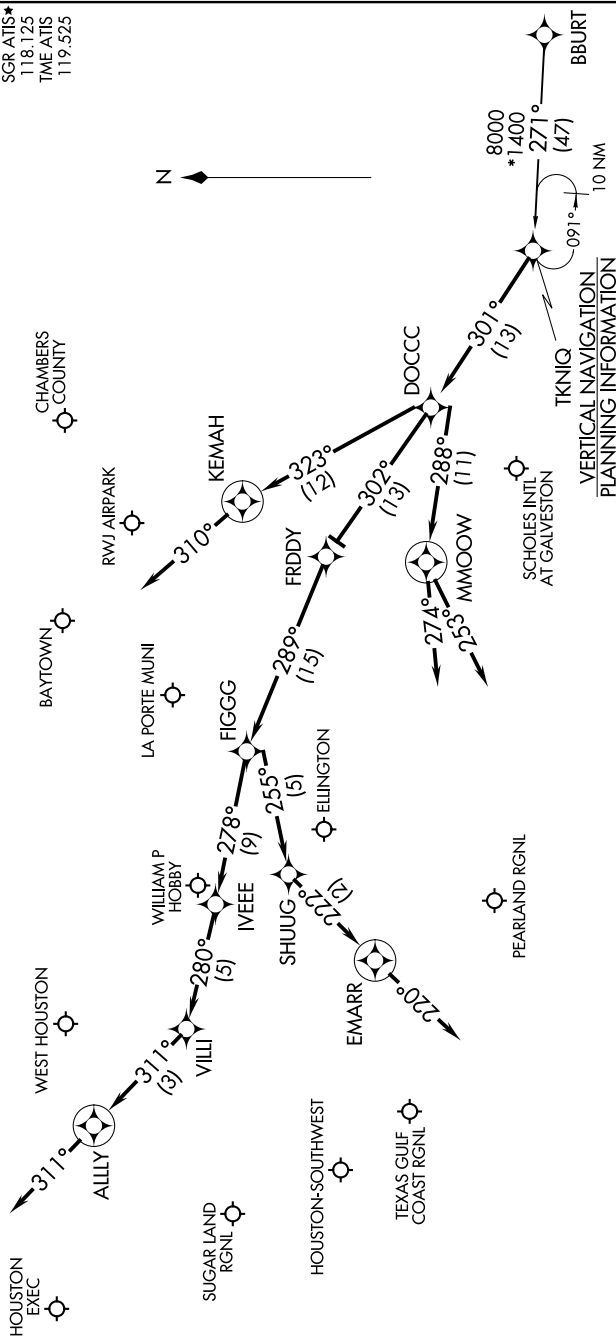 SGR ATIS★
118.125
TME ATIS
119.525
N
BBURT
8000
*1400
271°
(47)
091°
10 NM
TKNIQ
VERTICAL NAVIGATION
PLANNING INFORMATION
301°
(13)
DOCCC
CHAMBERS
COUNTY
KEMAH
323°
(12)
310°
RWJ AIRPARK
302°
(13)
288°
(11)
MMOOW
274°
253°
SCHOLES INTL
AT GALVESTON
FRDDY
BAYTOWN
LA PORTE MUNI
289°
(15)
FIGGG
255°
(5)
ELLINGTON
278°
(9)
WILLIAM P
HOBBY
IVEEE
SHUUG
222°
(2)
EMARR
220°
PEARLAND RGNL
280°
(5)
VILLI
WEST HOUSTON
311°
(3)
ALLLY
311°
HOUSTON-SOUTHWEST
TEXAS GULF
COAST RGNL
SUGAR LAND
RGNL
HOUSTON
EXEC